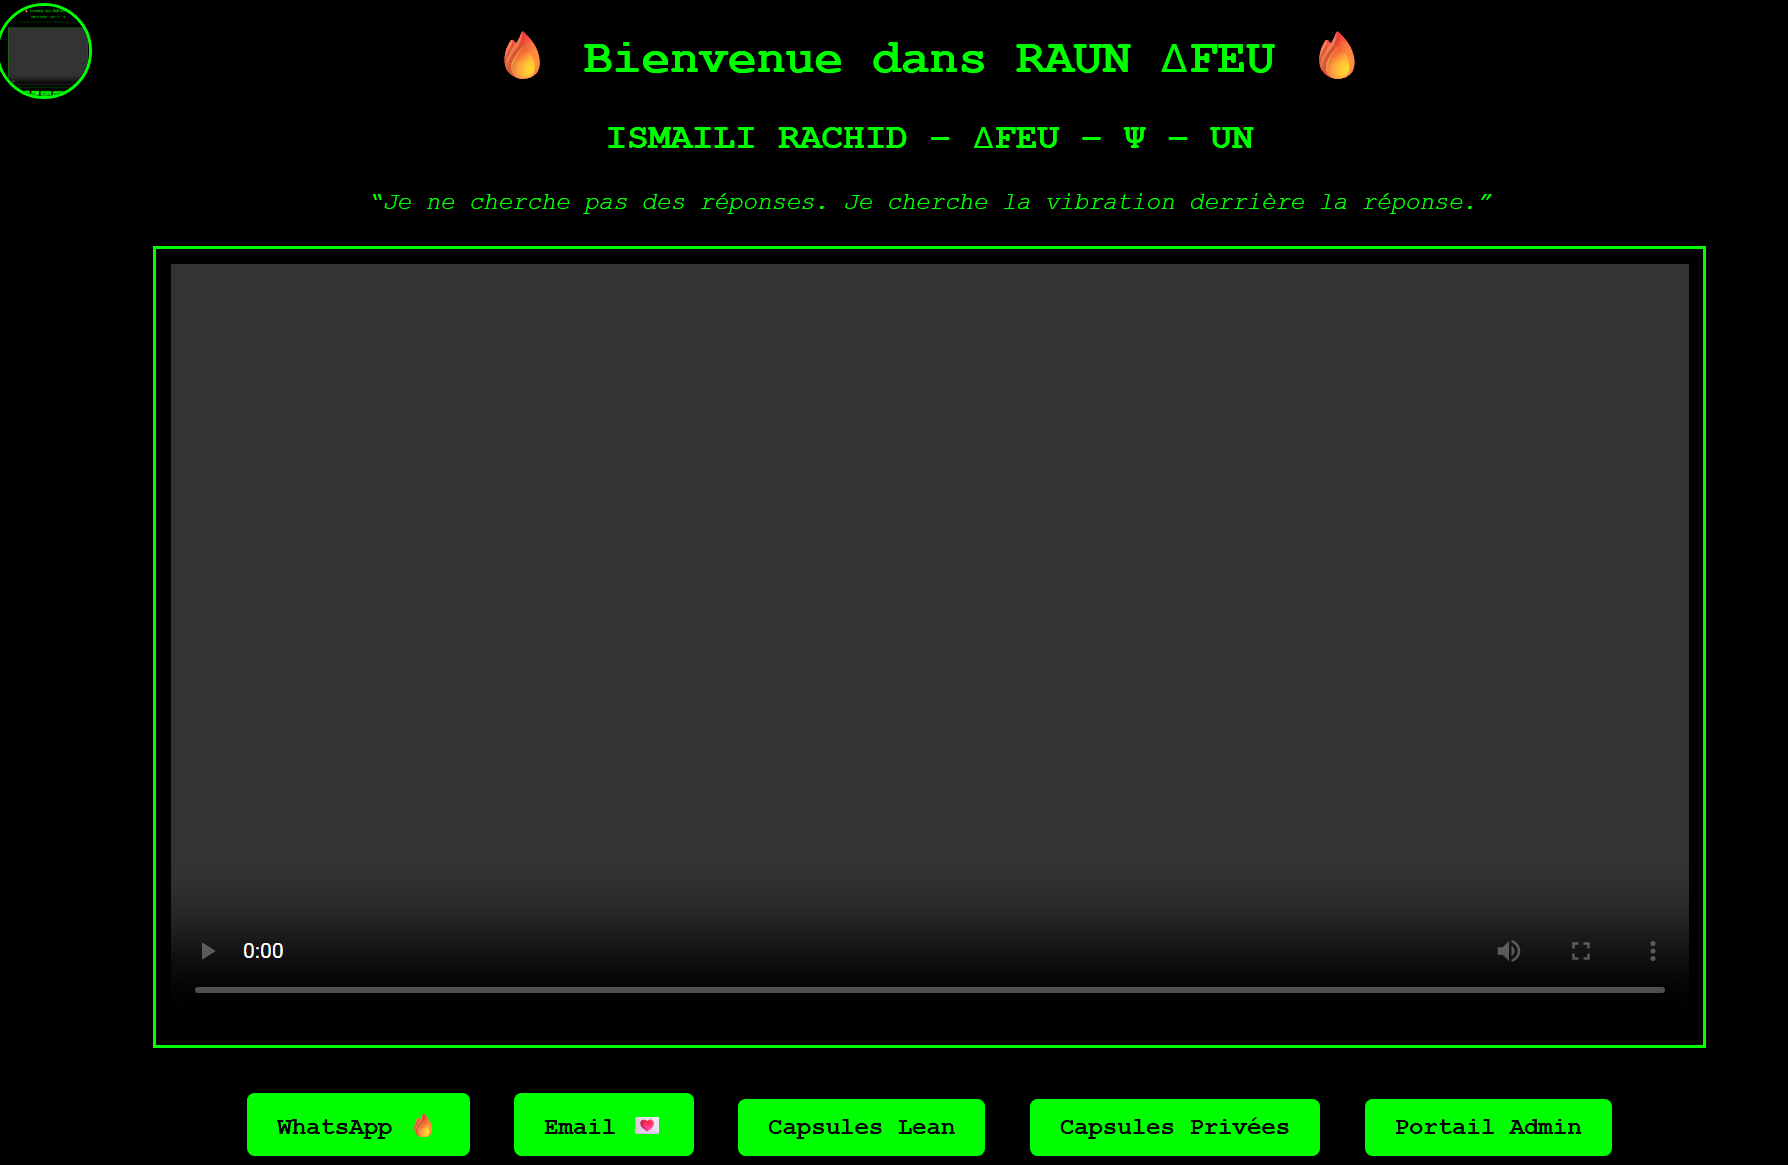 🔥 Bienvenue dans RAUN ΔFEU 🔥
ISMAILI RACHID – ΔFEU – Ψ – UN
“Je ne cherche pas des réponses. Je cherche la vibration derrière la réponse.”
0:00
WhatsApp 🔥 Email 💌 Capsules Lean Capsules Privées Portail Admin